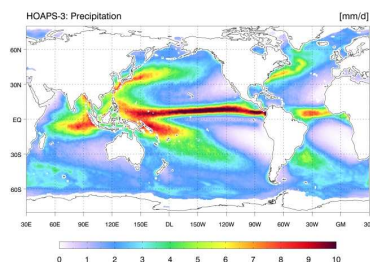 HOAPS-3: Precipitation [mm/d]
60N
30N
EQ
30S
60S
30E 60E 90E 120E 150E DL 150W 120W 90W 60W 30W GM 30E
0 1 2 3 4 5 6 7 8 9 10